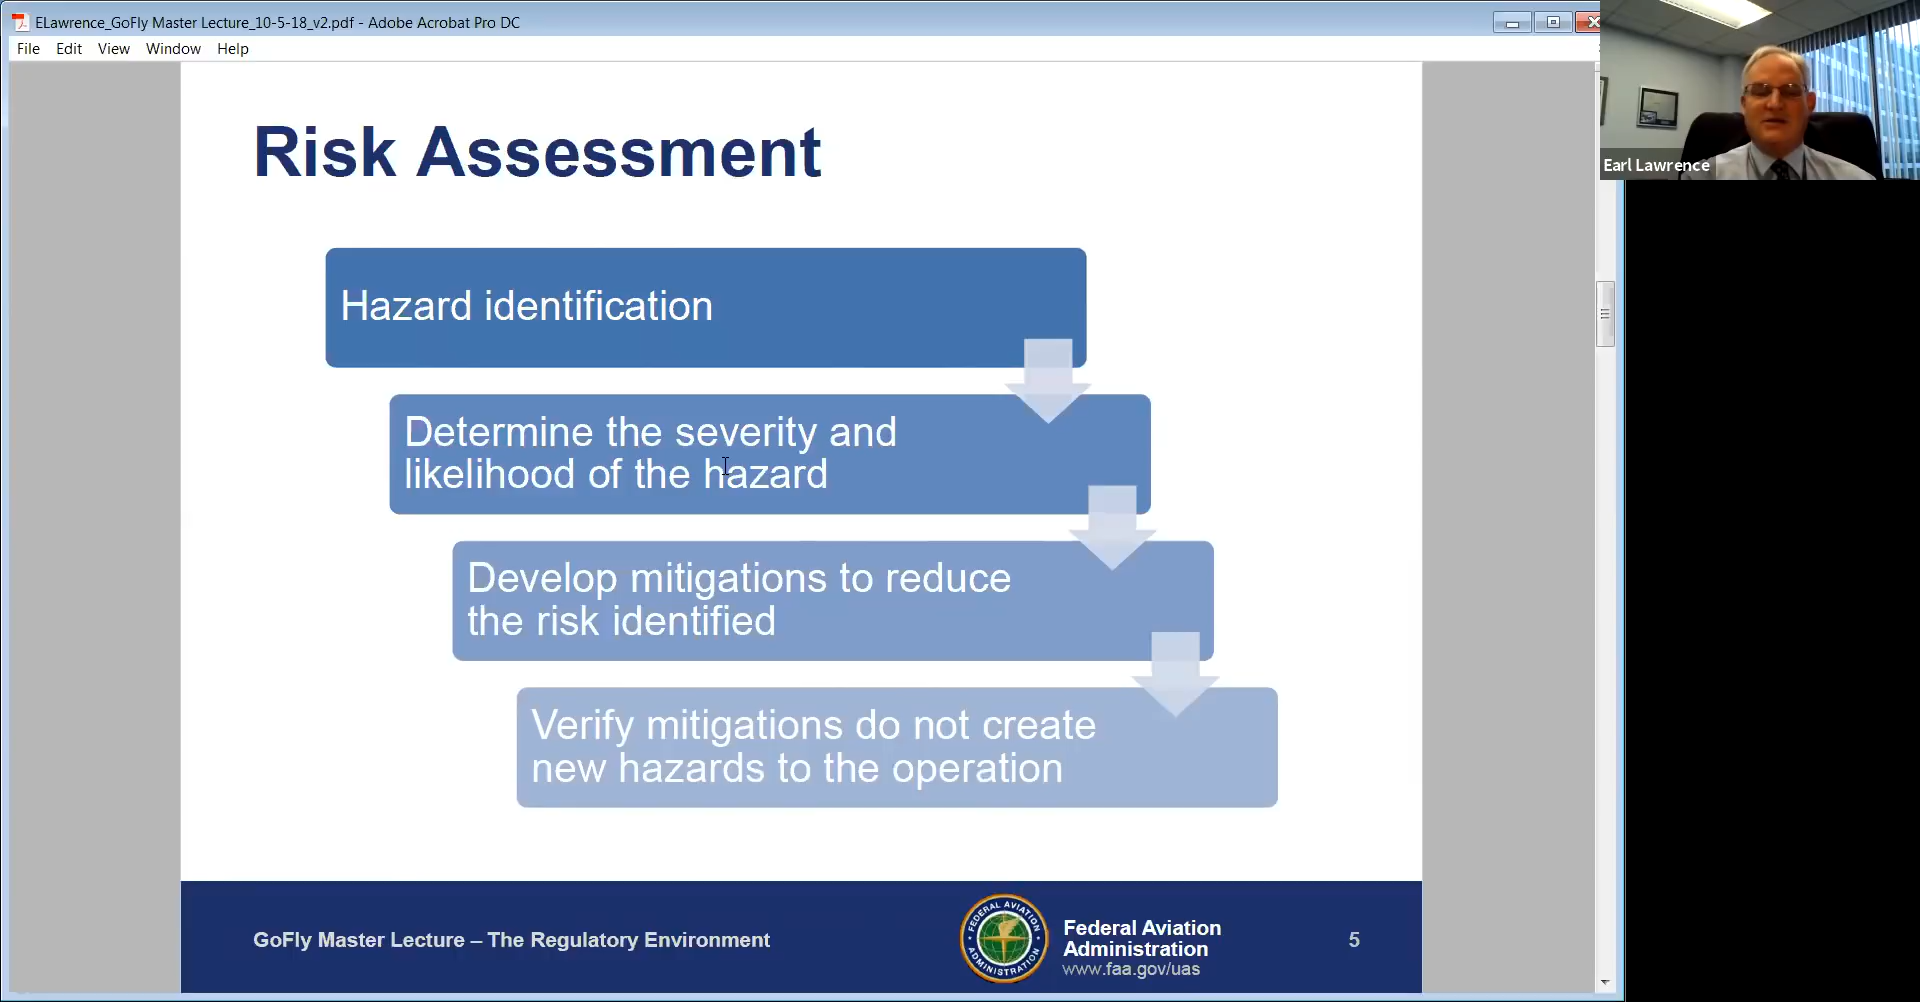 ELawrence_GoFly Master Lecture_10-5-18_v2.pdf - Adobe Acrobat Pro DC
File Edit View Window Help
Earl Lawrence
Risk Assessment
Hazard identification
Determine the severity and
likelihood of the hazard
Develop mitigations to reduce
the risk identified
Verify mitigations do not create
new hazards to the operation
GoFly Master Lecture – The Regulatory Environment
FEDERAL AVIATION
ADMINISTRATION
Federal Aviation
Administration
www.faa.gov/uas
5